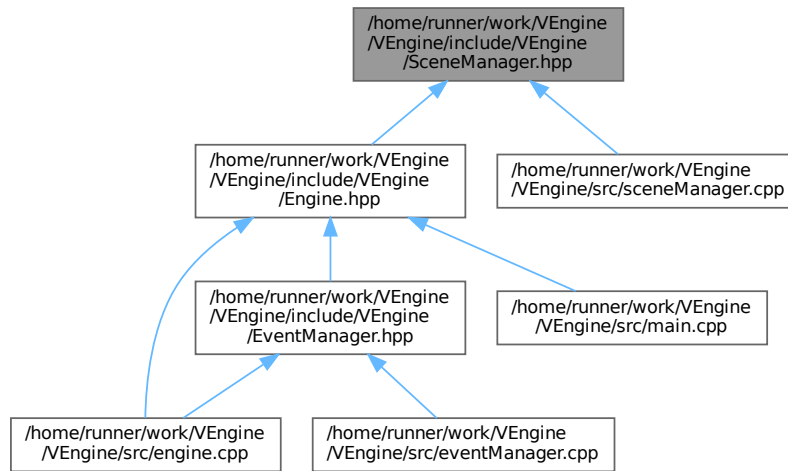 /home/runner/work/VEngine
/VEngine/include/VEngine
/SceneManager.hpp
/home/runner/work/VEngine
/VEngine/include/VEngine
/Engine.hpp
/home/runner/work/VEngine
/VEngine/src/sceneManager.cpp
/home/runner/work/VEngine
/VEngine/include/VEngine
/EventManager.hpp
/home/runner/work/VEngine
/VEngine/src/main.cpp
/home/runner/work/VEngine
/VEngine/src/engine.cpp
/home/runner/work/VEngine
/VEngine/src/eventManager.cpp